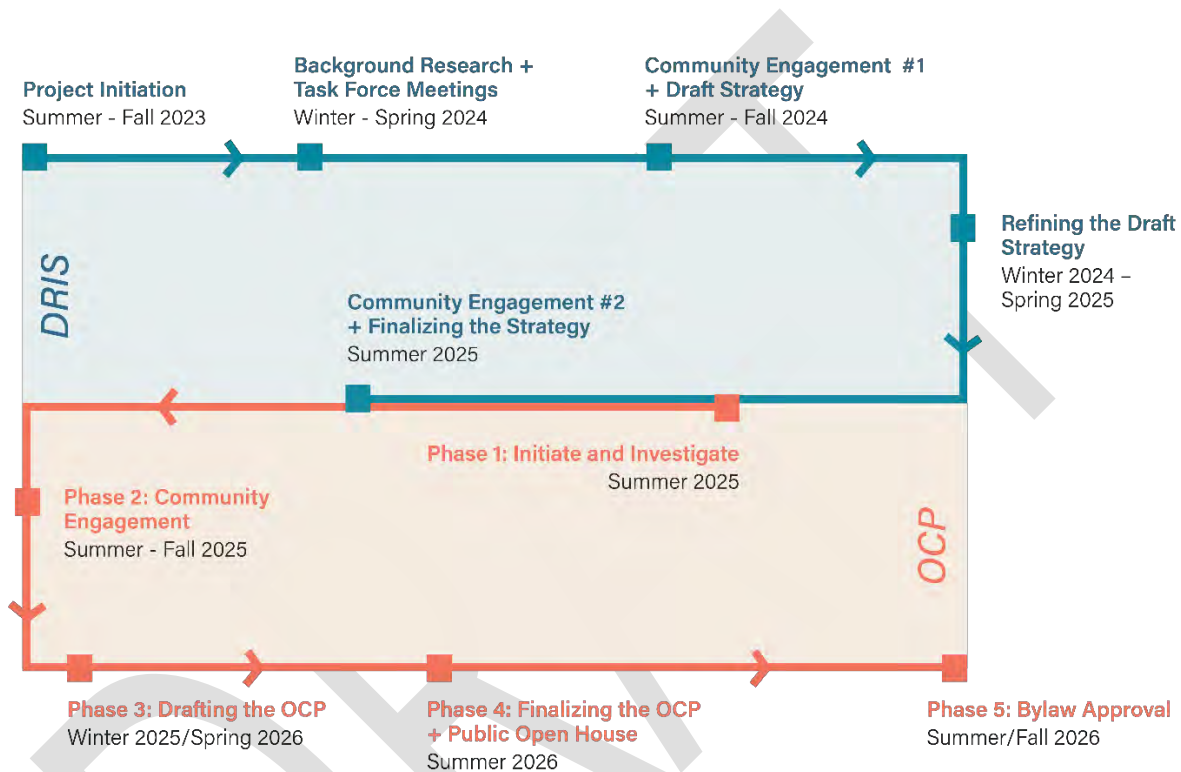 Project Initiation
Summer - Fall 2023
Background Research +
Task Force Meetings
Winter - Spring 2024
Community Engagement #1
+ Draft Strategy
Summer - Fall 2024
Refining the Draft
Strategy
Winter 2024 –
Spring 2025
DRIS
Community Engagement #2
+ Finalizing the Strategy
Summer 2025
Phase 1: Initiate and Investigate
Summer 2025
Phase 2: Community
Engagement
Summer - Fall 2025
OCP
Phase 3: Drafting the OCP
Winter 2025/Spring 2026
Phase 4: Finalizing the OCP
+ Public Open House
Summer 2026
Phase 5: Bylaw Approval
Summer/Fall 2026